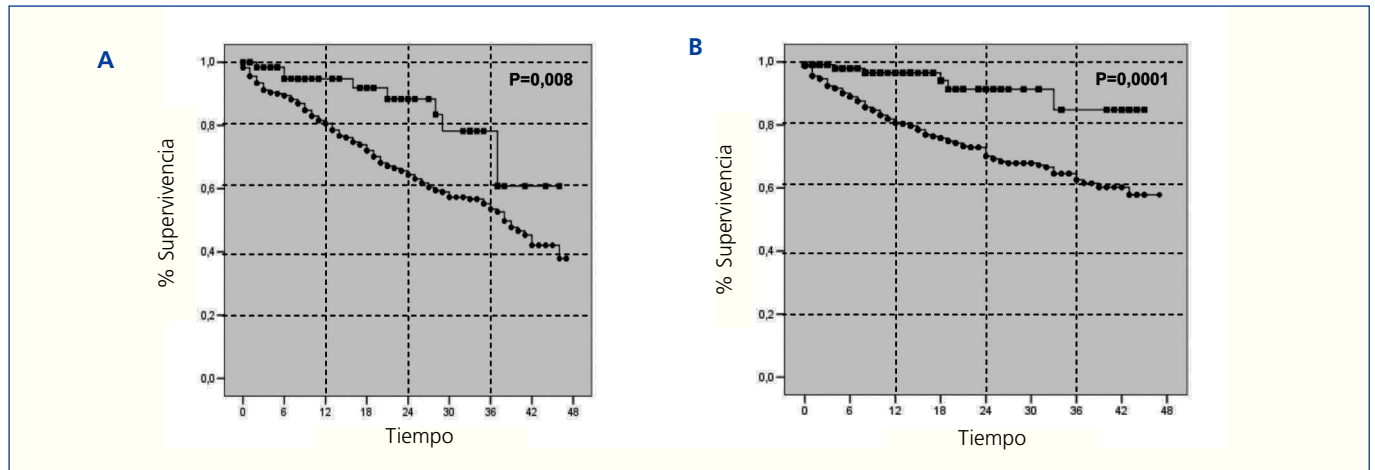 A
P=0,008
% Supervivencia
1,0
0,8
0,6
0,4
0,2
0,0
0 6 12 18 24 30 36 42 48
Tiempo
B
P=0,0001
% Supervivencia
1,0
0,8
0,6
0,4
0,2
0,0
0 6 12 18 24 30 36 42 48
Tiempo